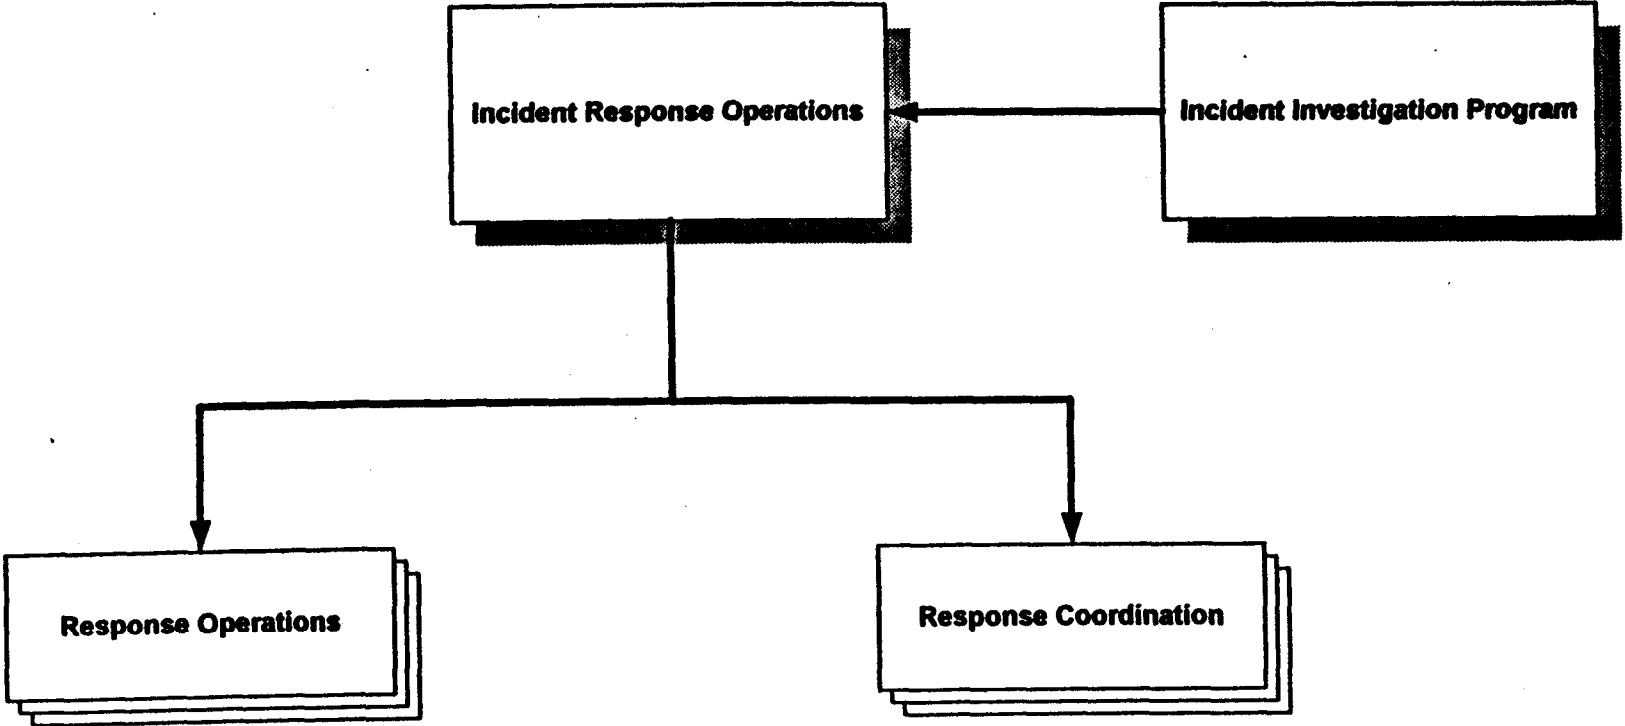 Incident Response Operations
Incident Investigation Program
Response Operations
Response Coordination